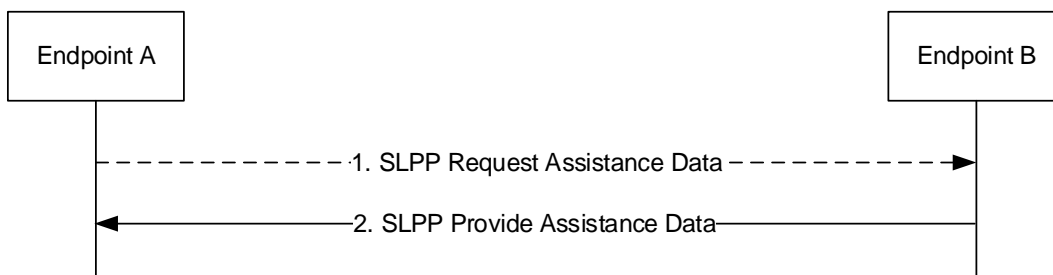 Endpoint A
Endpoint B
1. SLPP Request Assistance Data
2. SLPP Provide Assistance Data